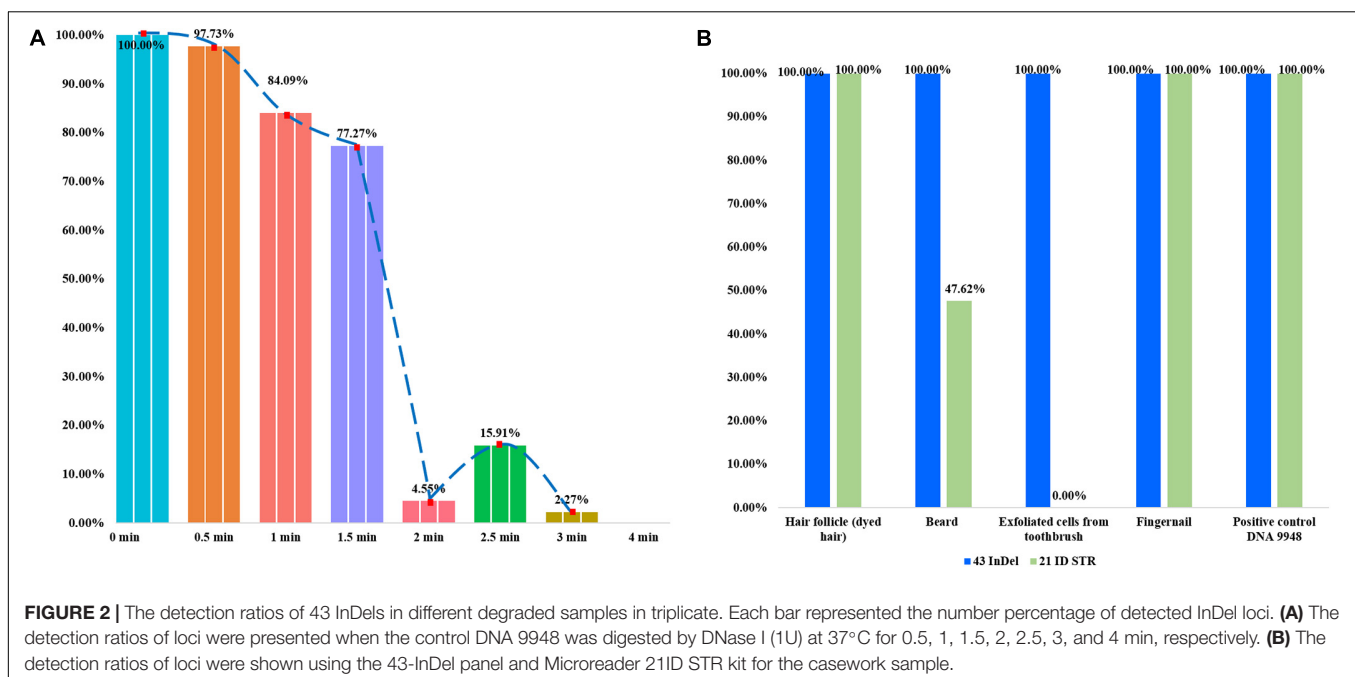 A
100.00%
90.00%
80.00%
70.00%
60.00%
50.00%
40.00%
30.00%
20.00%
10.00%
0.00%
100.00%
97.73%
84.09%
77.27%
4.55%
15.91%
2.27%
0 min 0.5 min 1 min 1.5 min 2 min 2.5 min 3 min 4 min
B
100.00%
90.00%
80.00%
70.00%
60.00%
50.00%
40.00%
30.00%
20.00%
10.00%
0.00%
100.00% 100.00% 100.00% 100.00% 100.00% 100.00% 100.00% 100.00%
47.62%
0.00%
Hair follicle (dyed
hair)
Beard
Exfoliated cells from
toothbrush
Fingernail
Positive control
DNA 9948
43 InDel 21 ID STR
FIGURE 2 | The detection ratios of 43 InDels in different degraded samples in triplicate. Each bar represented the number percentage of detected InDel loci. (A) The
detection ratios of loci were presented when the control DNA 9948 was digested by DNase I (1U) at 37°C for 0.5, 1, 1.5, 2, 2.5, 3, and 4 min, respectively. (B) The
detection ratios of loci were shown using the 43-InDel panel and Microreader 21ID STR kit for the casework sample.